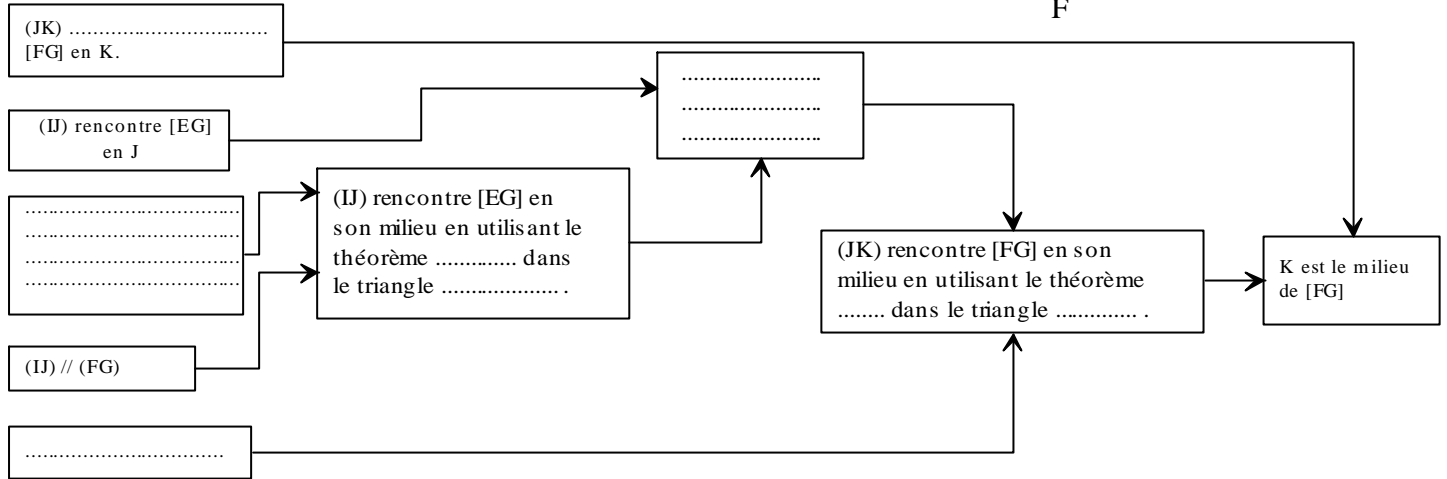 F
(JK) ..................................
[FG] en K.
.......................
.......................
.......................
(IJ) rencontre [EG]
en J
.....................................
.....................................
.....................................
.....................................
(IJ) rencontre [EG] en
son milieu en utilisant le
théorème ............. dans
le triangle .................... .
(JK) rencontre [FG] en son
milieu en utilisant le théorème
........ dans le triangle .............. .
K est le milieu
de [FG]
(IJ) // (FG)
..................................